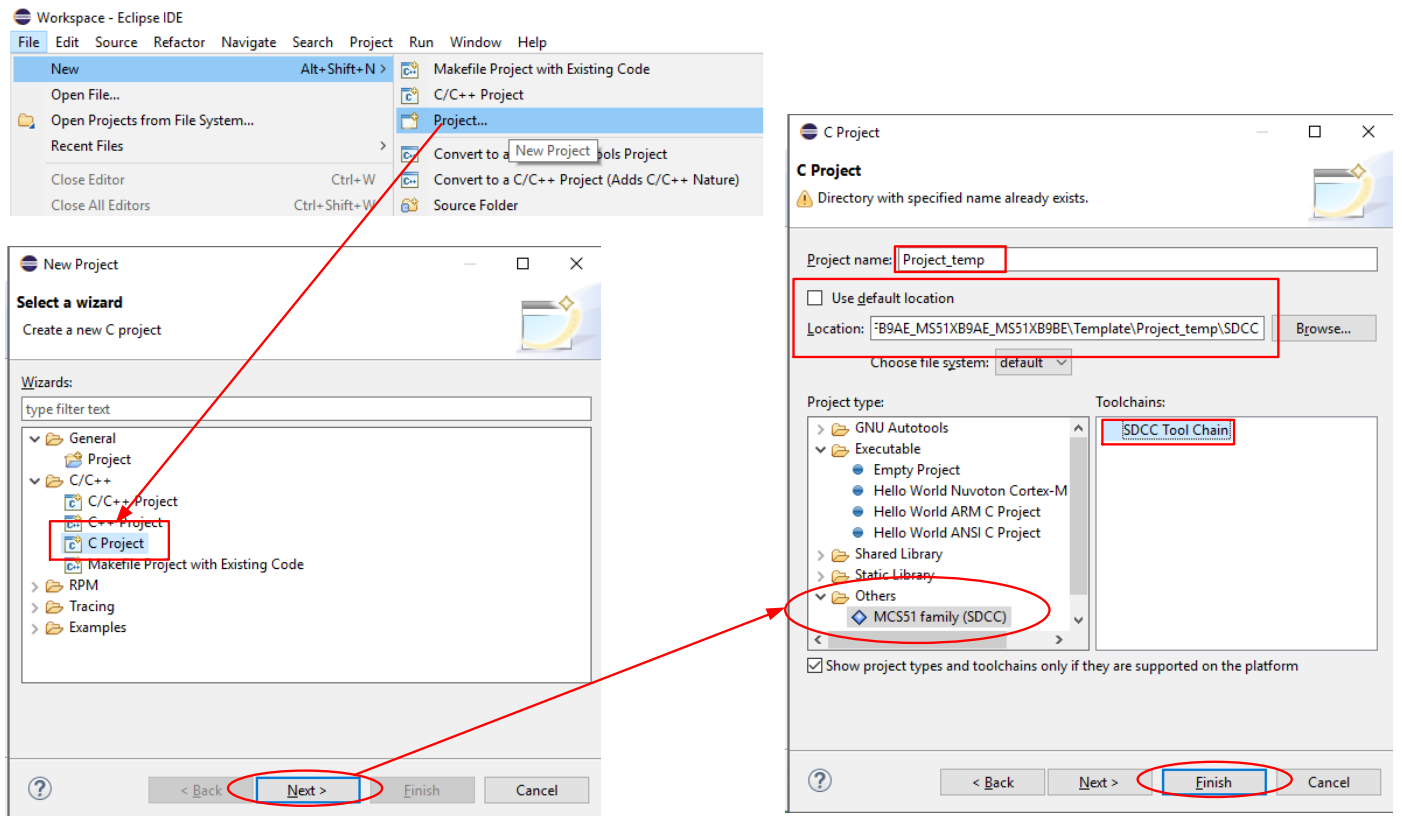 Workspace - Eclipse IDE
File Edit Source Refactor Navigate Search Project Run Window Help
New Alt+Shift+N >
Open File...
Open Projects from File System...
Recent Files >
Close Editor Ctrl+W
Close All Editors Ctrl+Shift+W
Makefile Project with Existing Code
C/C++ Project
Project...
New Project
Convert to a ools Project
Convert to a C/C++ Project (Adds C/C++ Nature)
Source Folder
New Project
Select a wizard
Create a new C project
Wizards:
type filter text
General
Project
C/C++
C/C++ Project
C++ Project
C Project
Makefile Project with Existing Code
RPM
Tracing
Examples
< Back Next > Finish Cancel
C Project
C Project
Directory with specified name already exists.
Project name: Project_temp
Use default location
Location: FB9AE_MS51XB9AE_MS51XB9BE\Template\Project_temp\SDCC Browse...
Choose file system: default
Project type:
GNU Autotools
Executable
Empty Project
Hello World Nuvoton Cortex-M
Hello World ARM C Project
Hello World ANSI C Project
Shared Library
Static Library
Others
MCS51 family (SDCC)
Toolchains:
SDCC Tool Chain
Show project types and toolchains only if they are supported on the platform
< Back Next > Finish Cancel